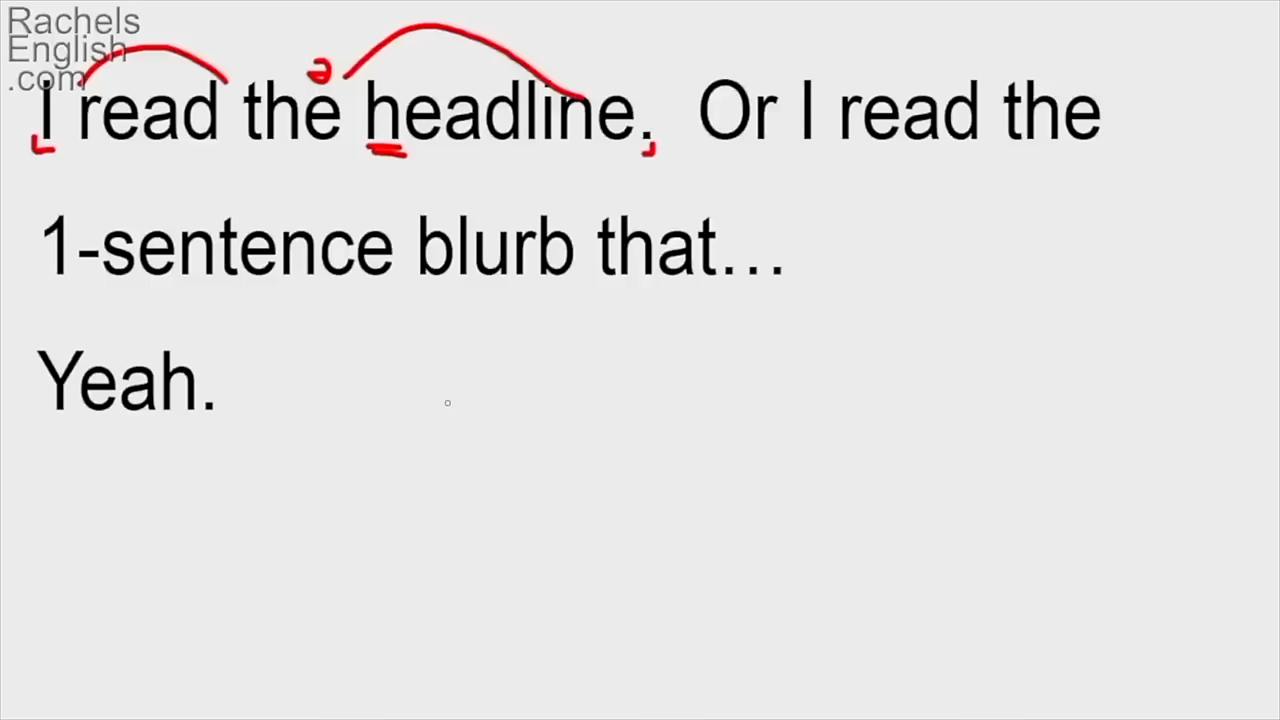 Rachels
English
.com
ə
I read the headline. Or I read the
1-sentence blurb that…
Yeah.